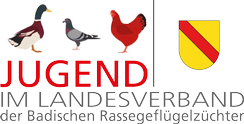 JUGEND
IM LANDESVERBAND
der Badischen Rassegeflügelzüchter